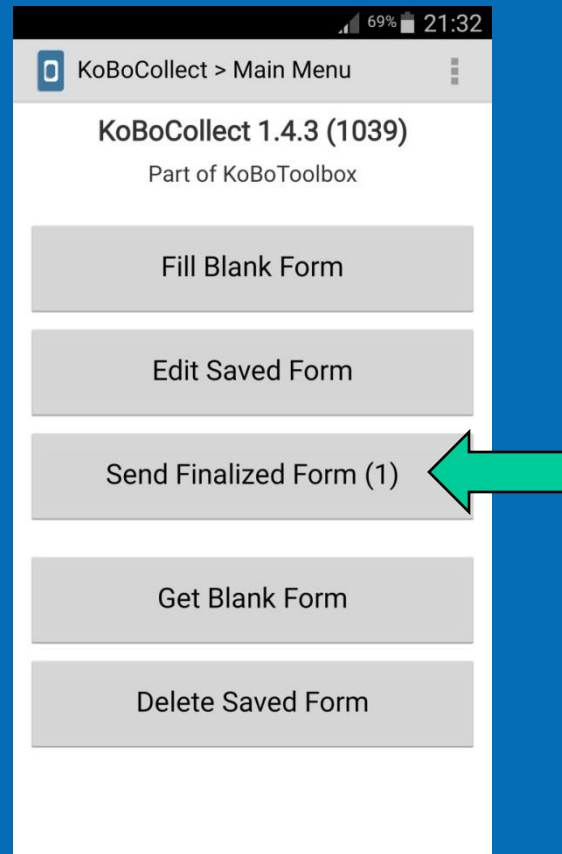 69% 21:32
KoBoCollect > Main Menu
KoBoCollect 1.4.3 (1039)
Part of KoBoToolbox
Fill Blank Form
Edit Saved Form
Send Finalized Form (1)
Get Blank Form
Delete Saved Form